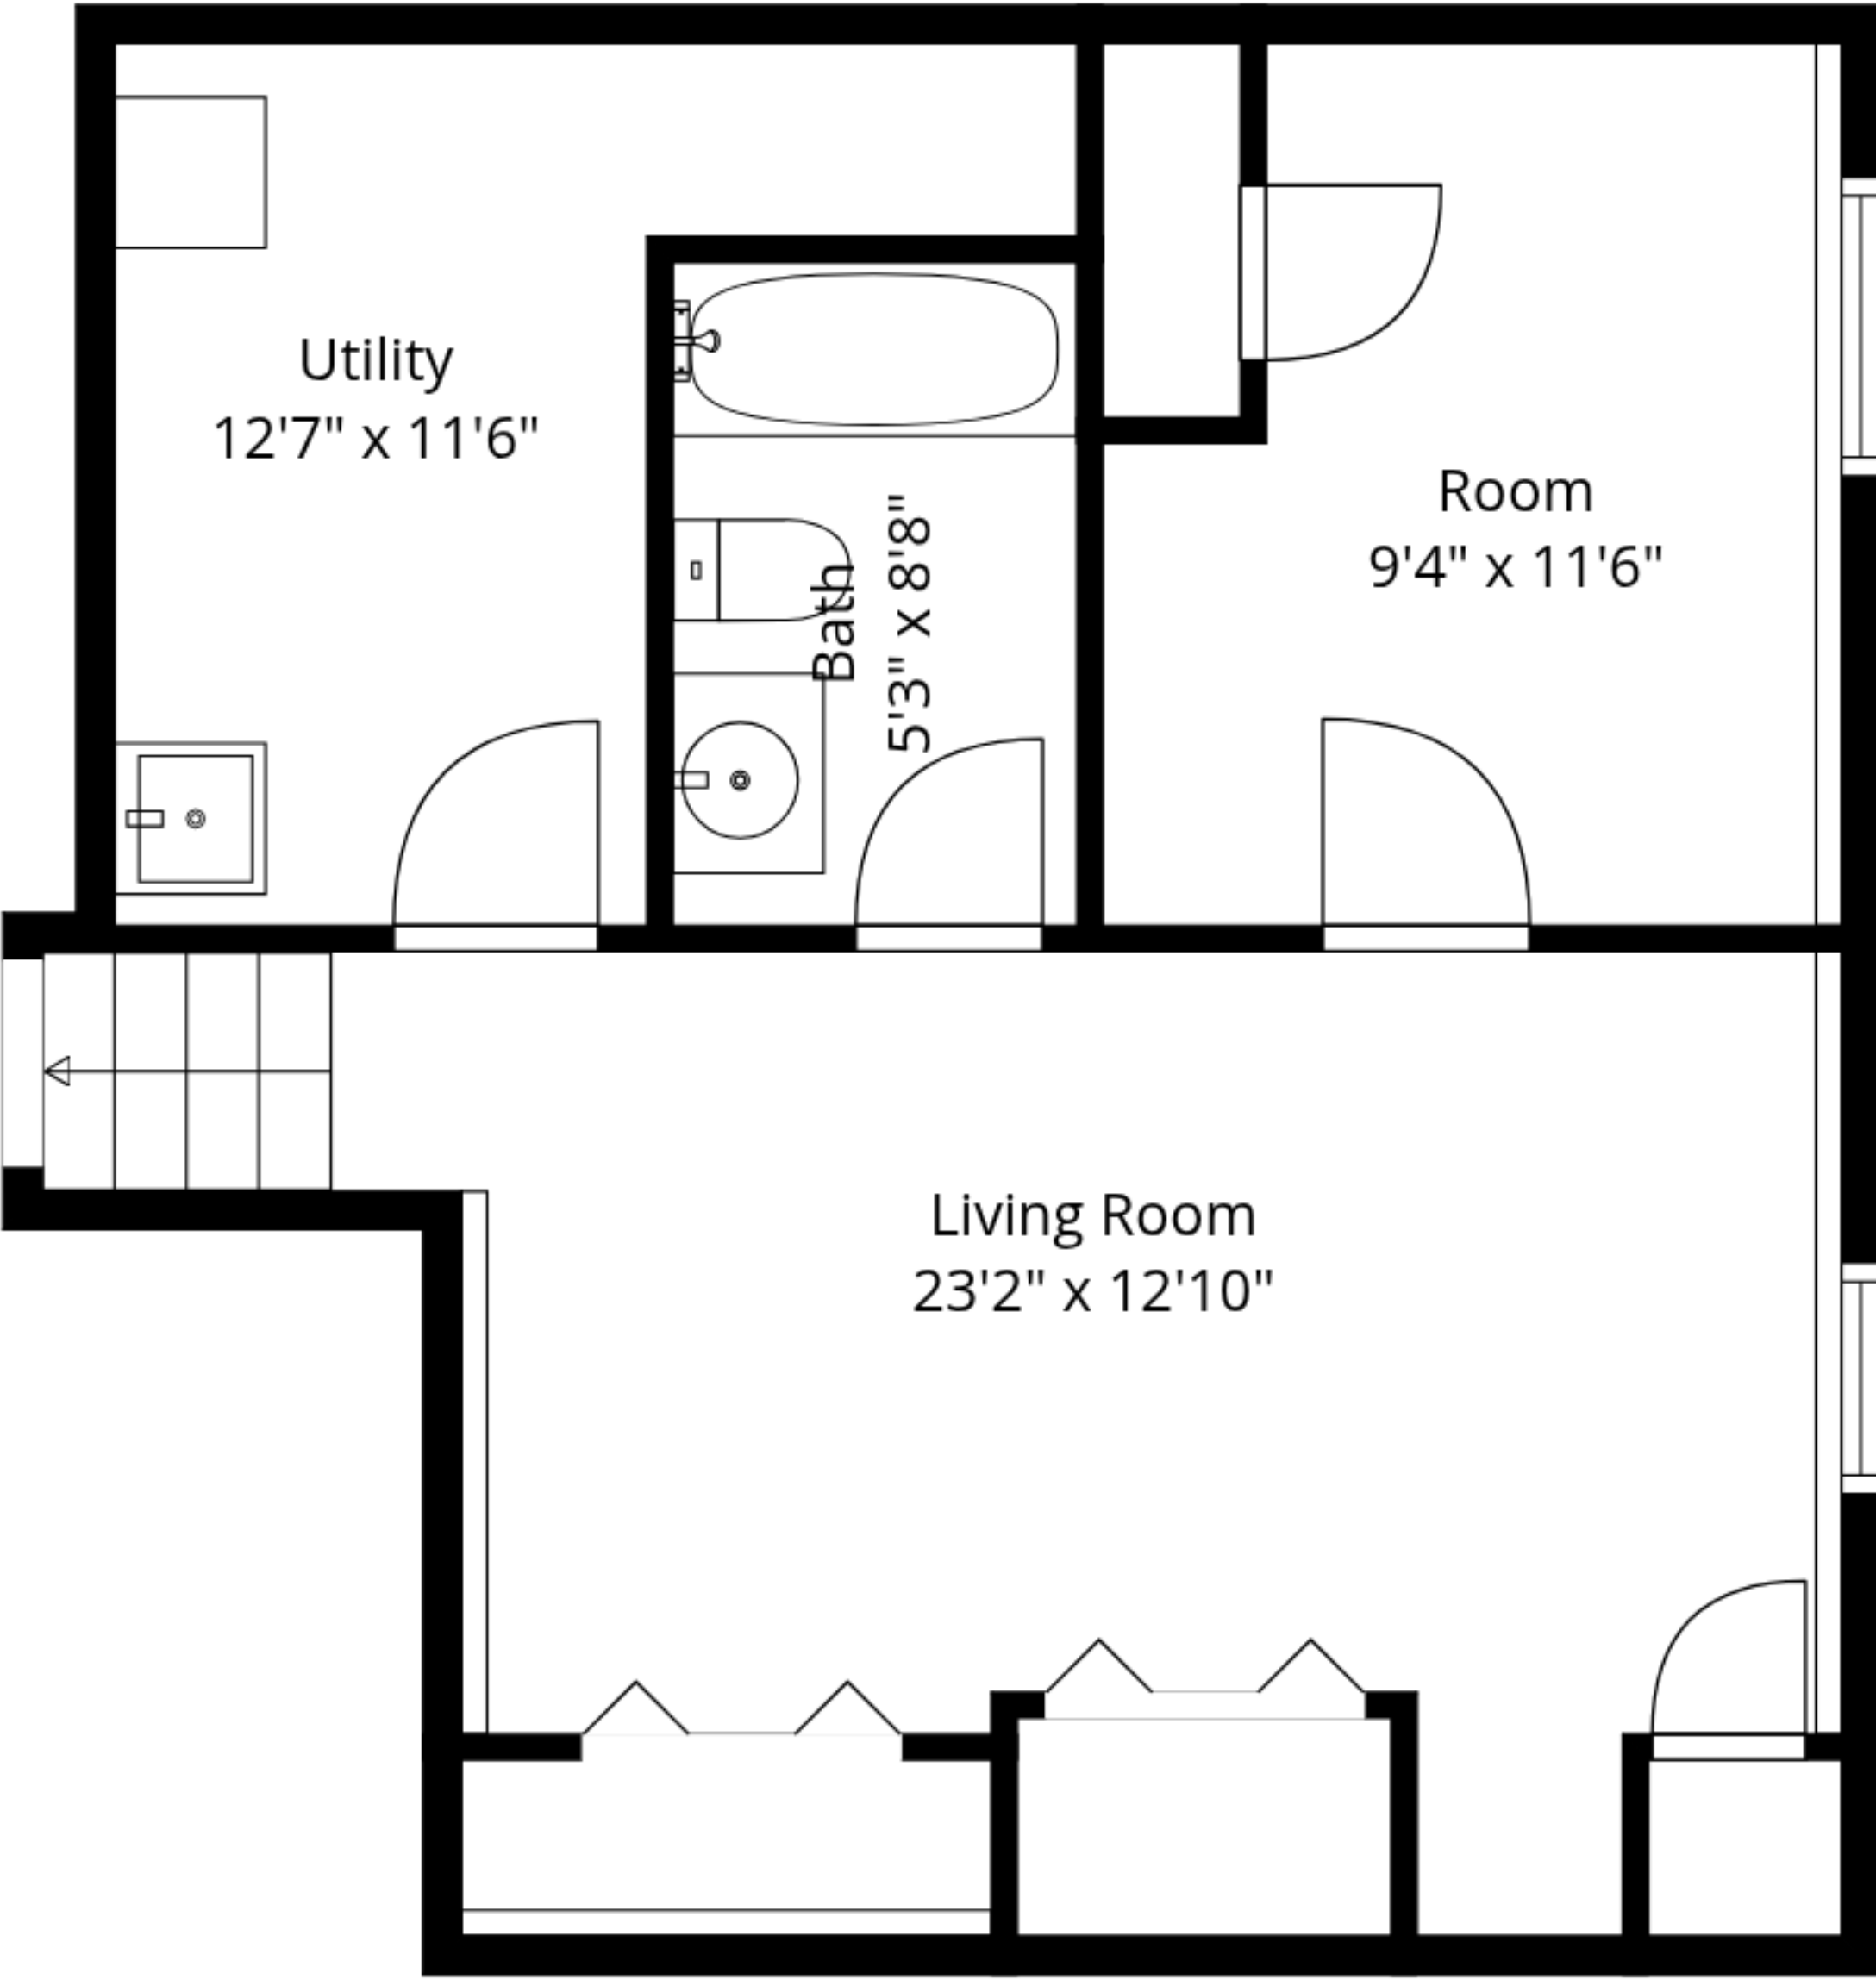 Utility
12'7" x 11'6"
Bath
5'3" x 8'8"
Room
9'4" x 11'6"
Living Room
23'2" x 12'10"